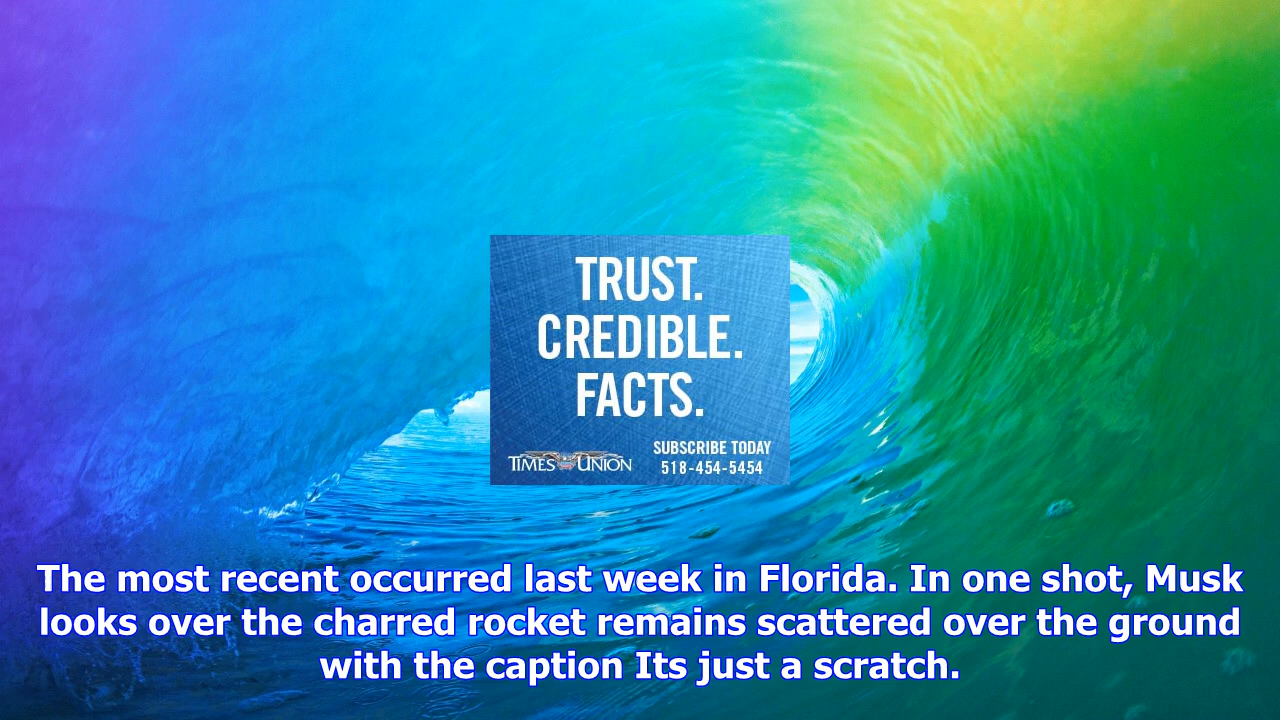 TRUST.
CREDIBLE.
FACTS.
TIMES UNION
SUBSCRIBE TODAY
518-454-5454
The most recent occurred last week in Florida. In one shot, Musk
looks over the charred rocket remains scattered over the ground
with the caption Its just a scratch.